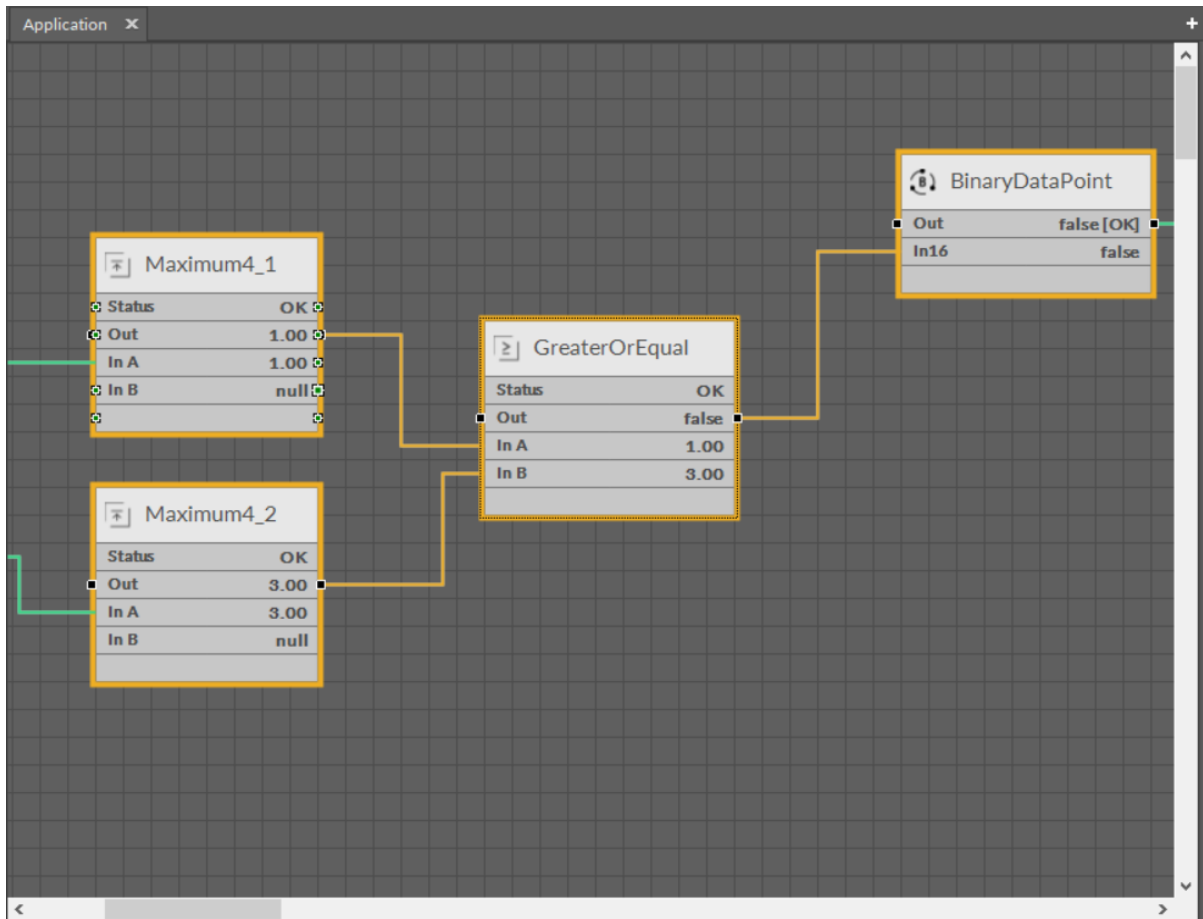 Application
Maximum4_1
Status OK
Out 1.00
In A 1.00
In B null
Maximum4_2
Status OK
Out 3.00
In A 3.00
In B null
GreaterOrEqual
Status OK
Out false
In A 1.00
In B 3.00
B BinaryDataPoint
Out false [OK]
In16 false